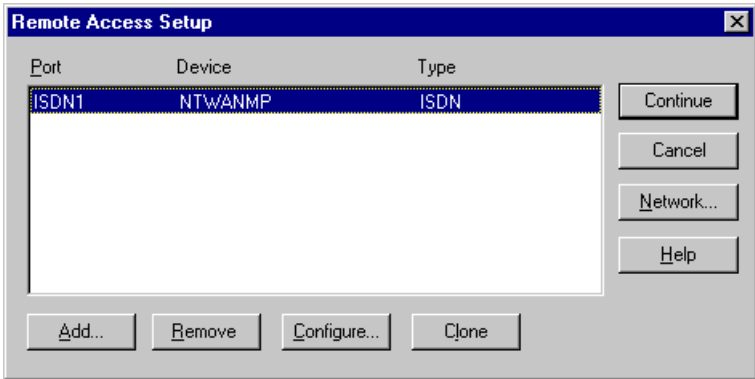 Remote Access Setup
Port Device Type
ISDN1 NTWANMP ISDN
Continue
Cancel
Network...
Help
Add... Remove Configure... Clone